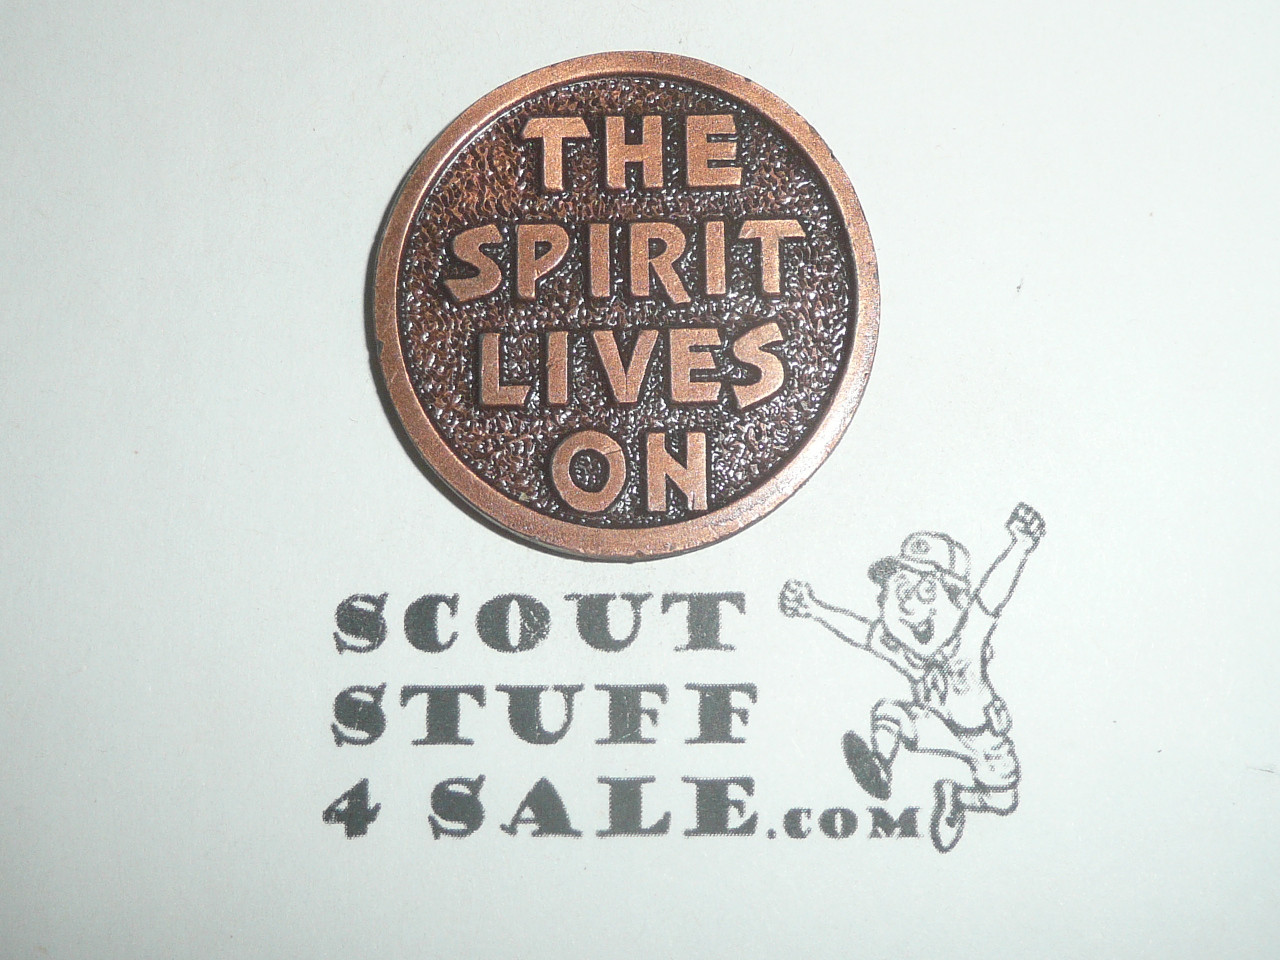 THE
SPIRIT
LIVES
ON
SCOUT
STUFF
4 SALE.COM